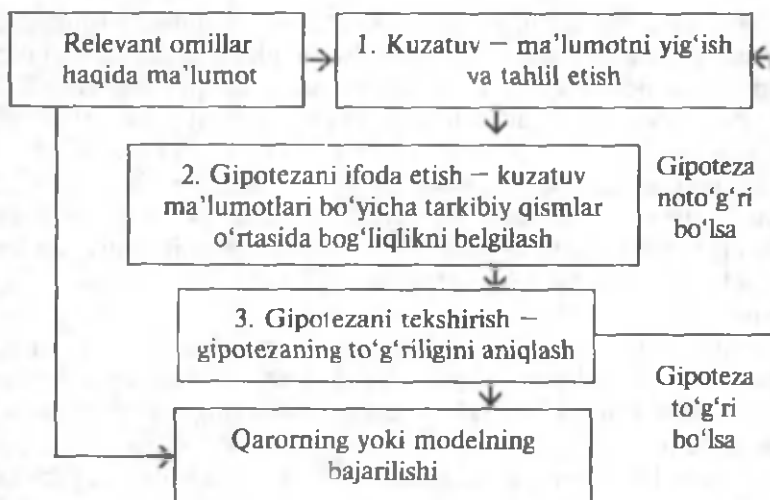 Relevant omillar
haqida ma'lumot
1. Kuzatuv — ma'lumotni yig'ish
va tahlil etish
2. Gipotezani ifoda etish — kuzatuv
ma'lumotlari bo'yicha tarkibiy qismlar
o'rtasida bog'liqlikni belgilash
Gipoteza
noto'g'ri
bo'lsa
3. Gipotezani tekshirish —
gipotezaning to'g'riligini aniqlash
Gipoteza
to'g'ri
bo'lsa
Qarorning yoki modelning
bajarilishi